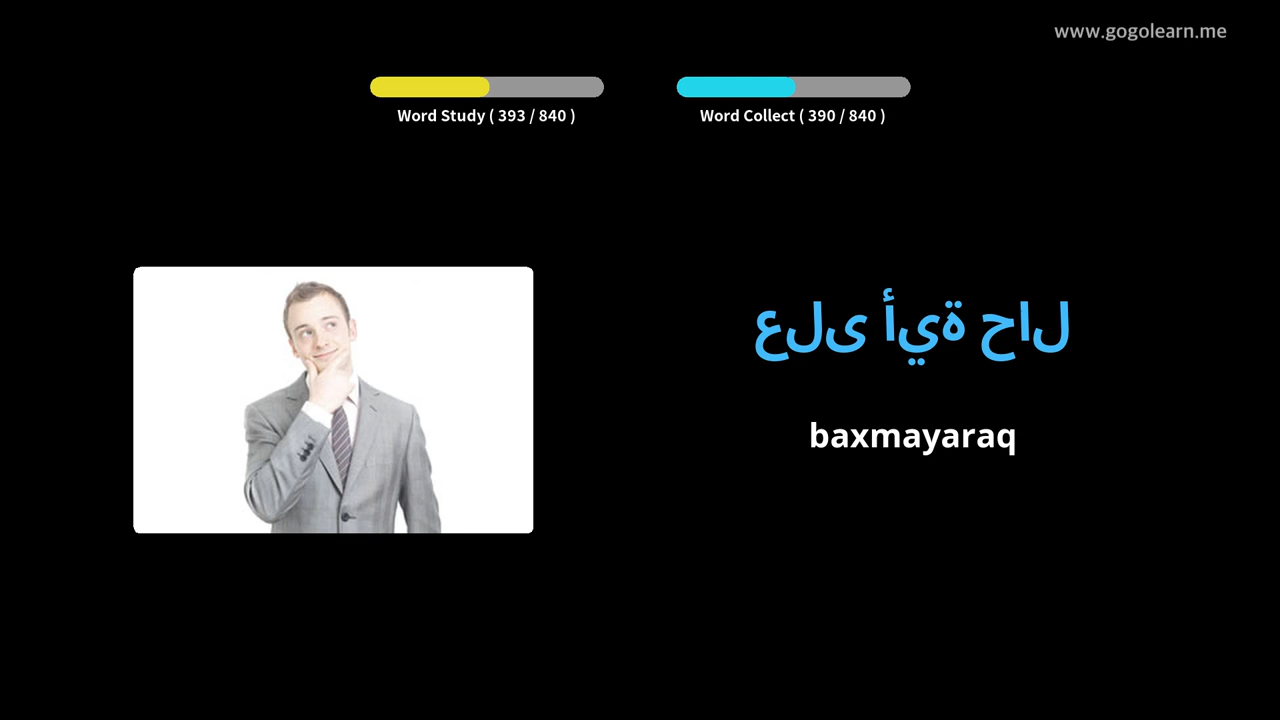 www.gogolearn.me
Word Study ( 393 / 840 )
Word Collect ( 390 / 840 )
على أية حال
baxmayaraq